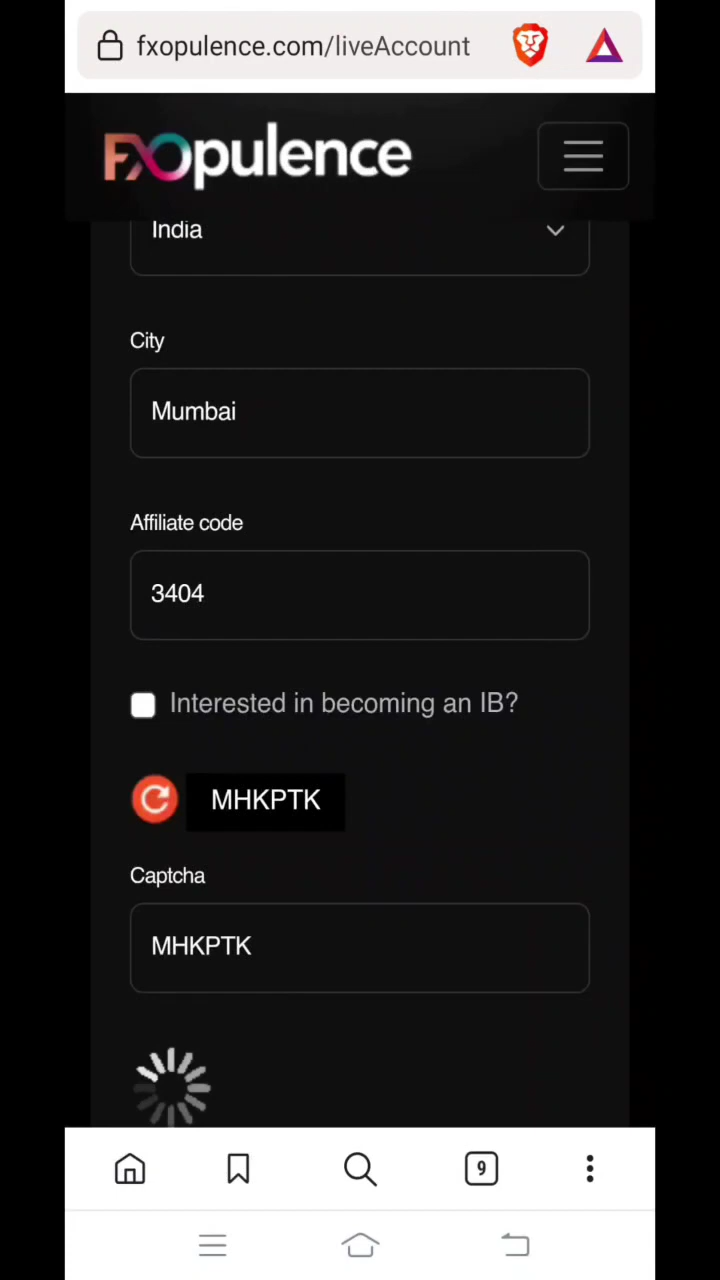 fxopulence.com/liveAccount
FXOpulence
India
City
Mumbai
Affiliate code
3404
Interested in becoming an IB?
MHKPTK
Captcha
MHKPTK
9